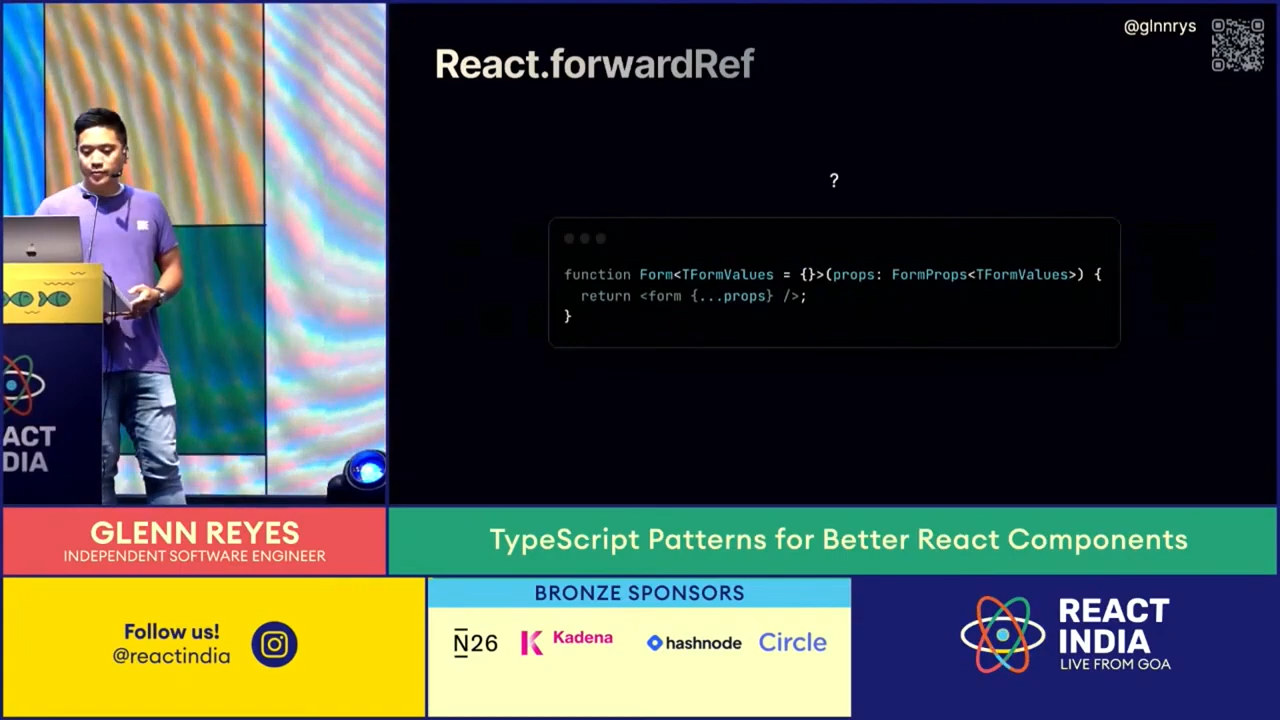 React.forwardRef
@glnnrys
?
function Form<TFormValues = {}>(props: FormProps<TFormValues>) {
  return <form {...props} />;
}
ACT
DIA
GLENN REYES
INDEPENDENT SOFTWARE ENGINEER
TypeScript Patterns for Better React Components
Follow us!
@reactindia
BRONZE SPONSORS
N26
Kadena
hashnode
Circle
REACT
INDIA
LIVE FROM GOA